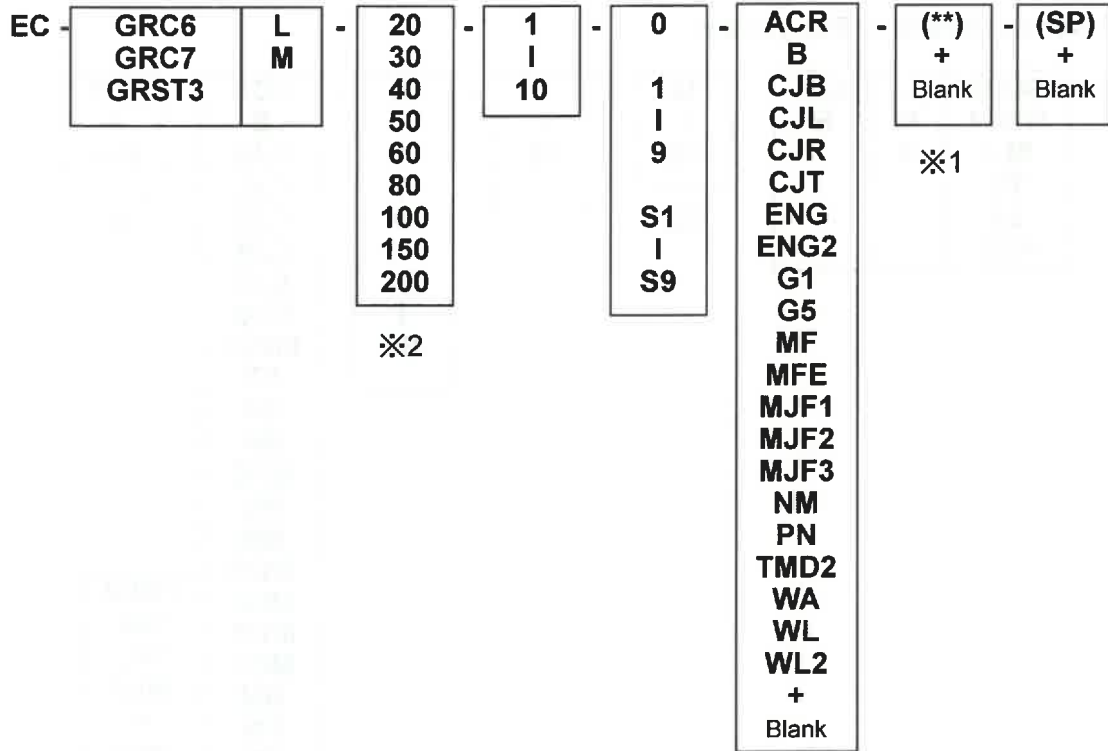 EC - GRC6 L - 20 - 1 - 0 - ACR - (**) - (SP)
GRC7 M 30 I B + +
GRST3 40 10 1 CJB Blank Blank
50 I CJL
60 9 CJR ※1
80 CJT
100 S1 ENG
150 I ENG2
200 S9 G1
G5
※2 MF
MFE
MJF1
MJF2
MJF3
NM
PN
TMD2
WA
WL
WL2
+
Blank